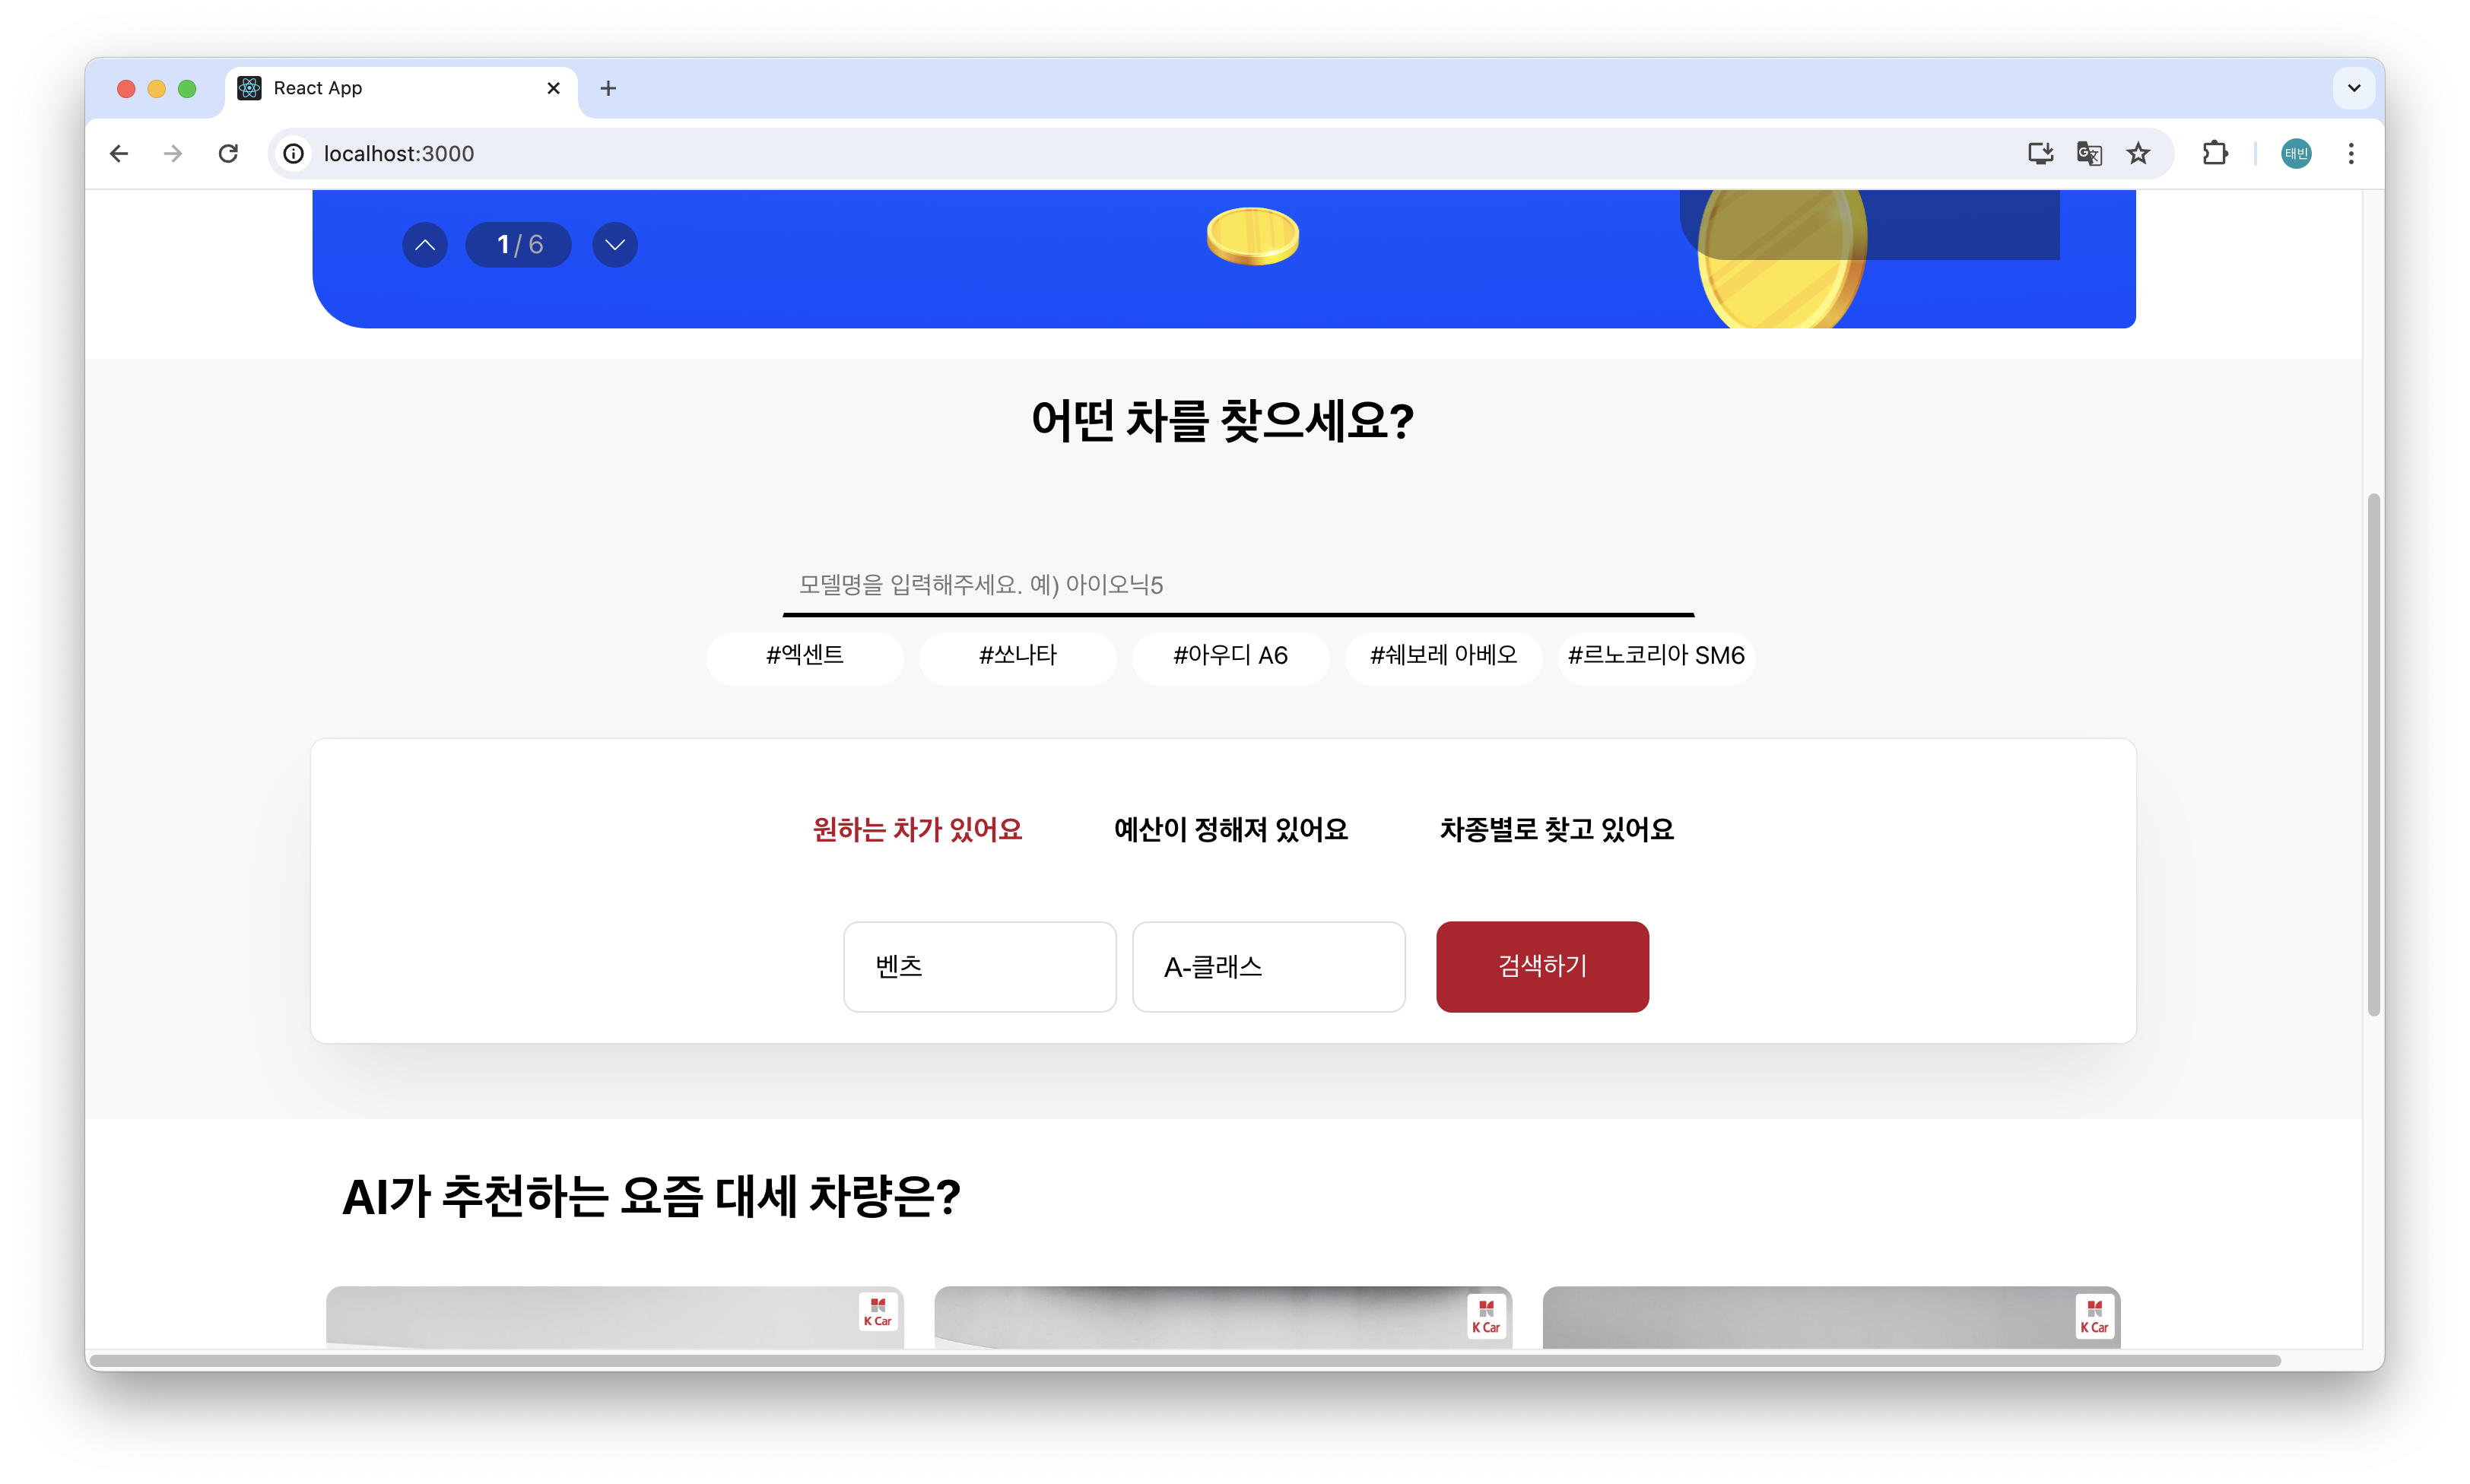 React App
localhost:3000
태빈
1 / 6
어떤 차를 찾으세요?
모델명을 입력해주세요. 예) 아이오닉5
#엑센트 #쏘나타 #아우디 A6 #쉐보레 아베오 #르노코리아 SM6
원하는 차가 있어요 예산이 정해져 있어요 차종별로 찾고 있어요
벤츠 A-클래스 검색하기
AI가 추천하는 요즘 대세 차량은?
K Car K Car K Car